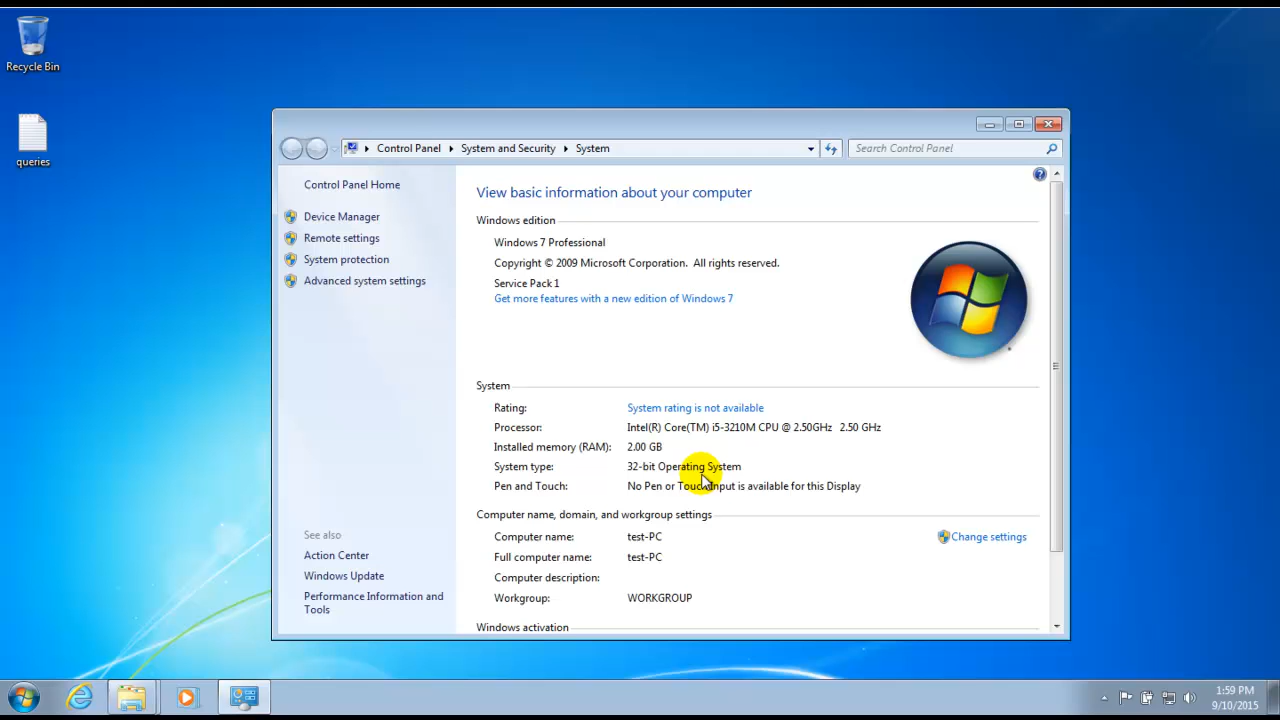 Recycle Bin
queries
Control Panel System and Security System
Search Control Panel
Control Panel Home
Device Manager
Remote settings
System protection
Advanced system settings
See also
Action Center
Windows Update
Performance Information and
Tools
View basic information about your computer
Windows edition
Windows 7 Professional
Copyright © 2009 Microsoft Corporation.  All rights reserved.
Service Pack 1
Get more features with a new edition of Windows 7
System
Rating: System rating is not available
Processor: Intel(R) Core(TM) i5-3210M CPU @ 2.50GHz   2.50 GHz
Installed memory (RAM): 2.00 GB
System type: 32-bit Operating System
Pen and Touch: No Pen or Touch Input is available for this Display
Computer name, domain, and workgroup settings
Computer name: test-PC
Change settings
Full computer name: test-PC
Computer description:
Workgroup: WORKGROUP
Windows activation
1:59 PM
9/10/2015